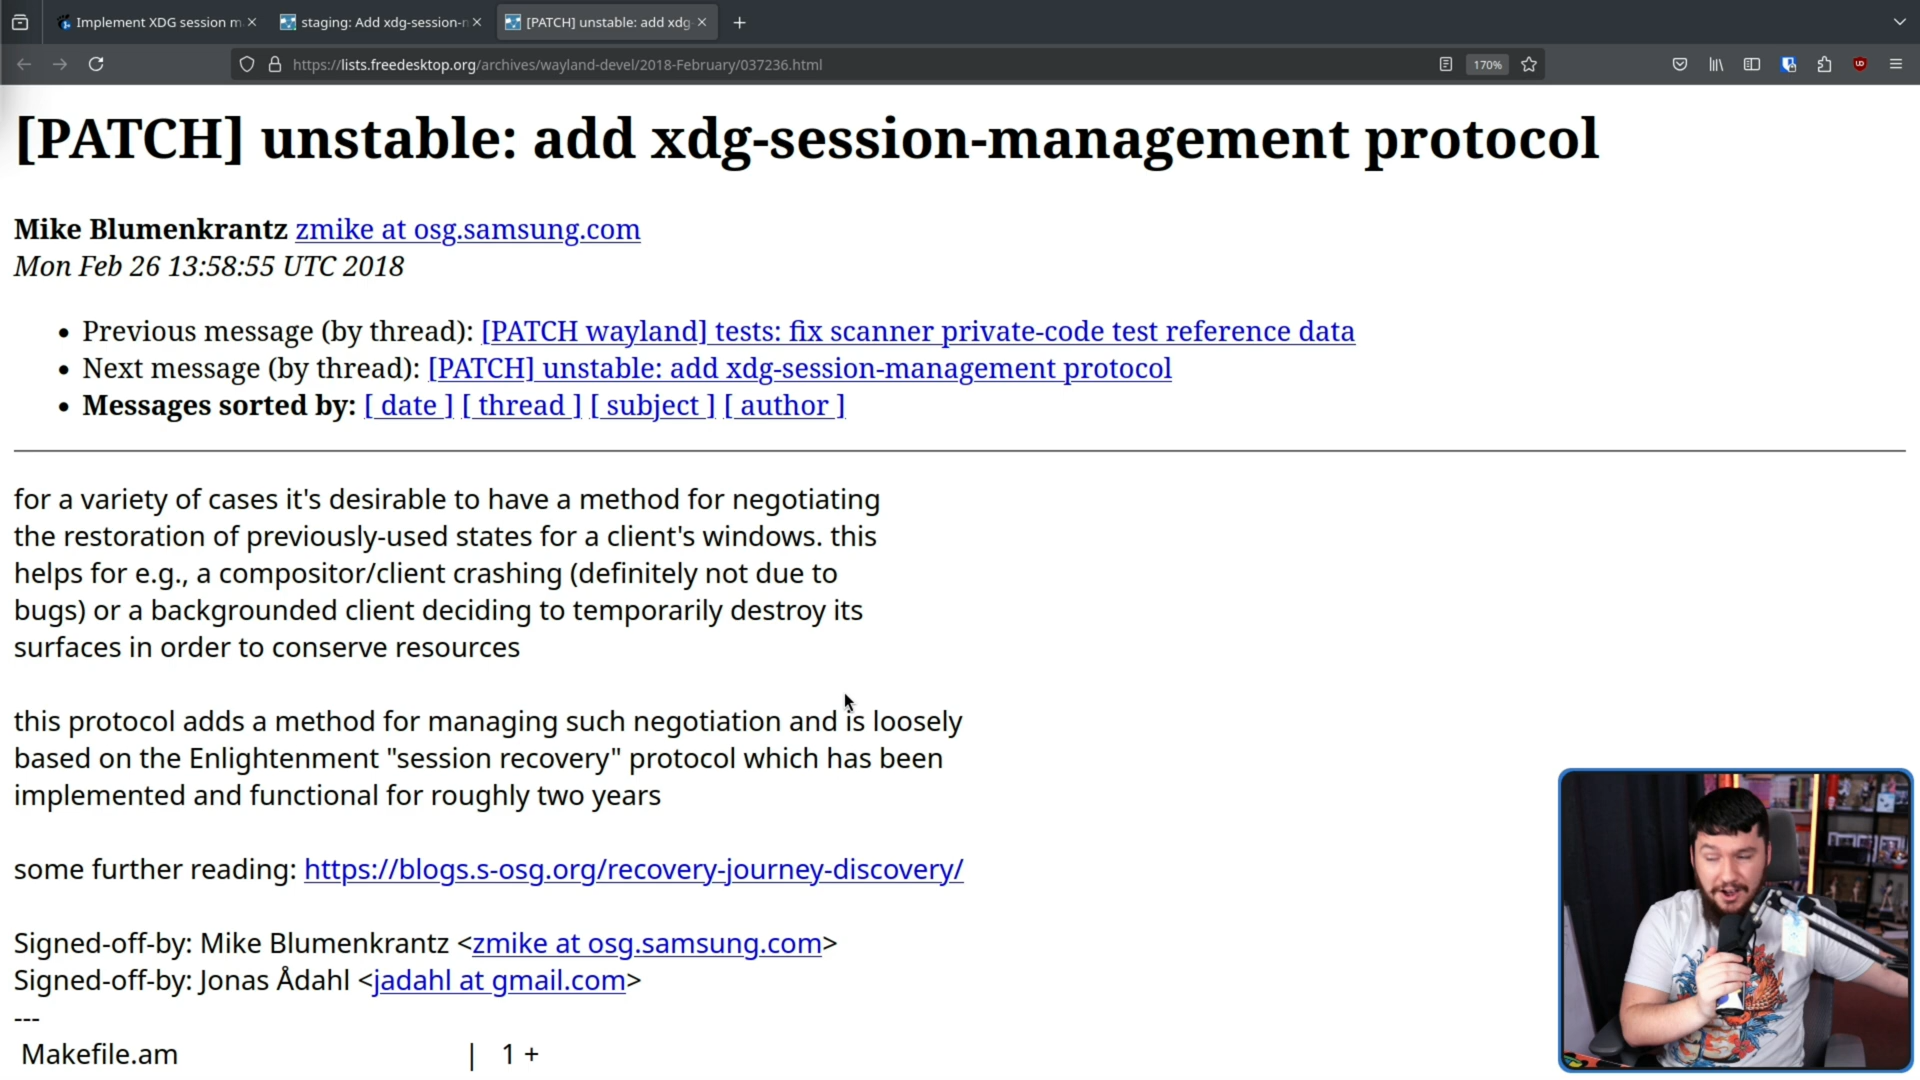 Implement XDG session m
staging: Add xdg-session-r
[PATCH] unstable: add xdg-
https://lists.freedesktop.org/archives/wayland-devel/2018-February/037236.html
170%
[PATCH] unstable: add xdg-session-management protocol
Mike Blumenkrantz zmike at osg.samsung.com
Mon Feb 26 13:58:55 UTC 2018
• Previous message (by thread): [PATCH wayland] tests: fix scanner private-code test reference data
• Next message (by thread): [PATCH] unstable: add xdg-session-management protocol
• Messages sorted by: [ date ] [ thread ] [ subject ] [ author ]
for a variety of cases it's desirable to have a method for negotiating
the restoration of previously-used states for a client's windows. this
helps for e.g., a compositor/client crashing (definitely not due to
bugs) or a backgrounded client deciding to temporarily destroy its
surfaces in order to conserve resources
this protocol adds a method for managing such negotiation and is loosely
based on the Enlightenment "session recovery" protocol which has been
implemented and functional for roughly two years
some further reading: https://blogs.s-osg.org/recovery-journey-discovery/
Signed-off-by: Mike Blumenkrantz <zmike at osg.samsung.com>
Signed-off-by: Jonas Ådahl <jadahl at gmail.com>
---
Makefile.am | 1 +